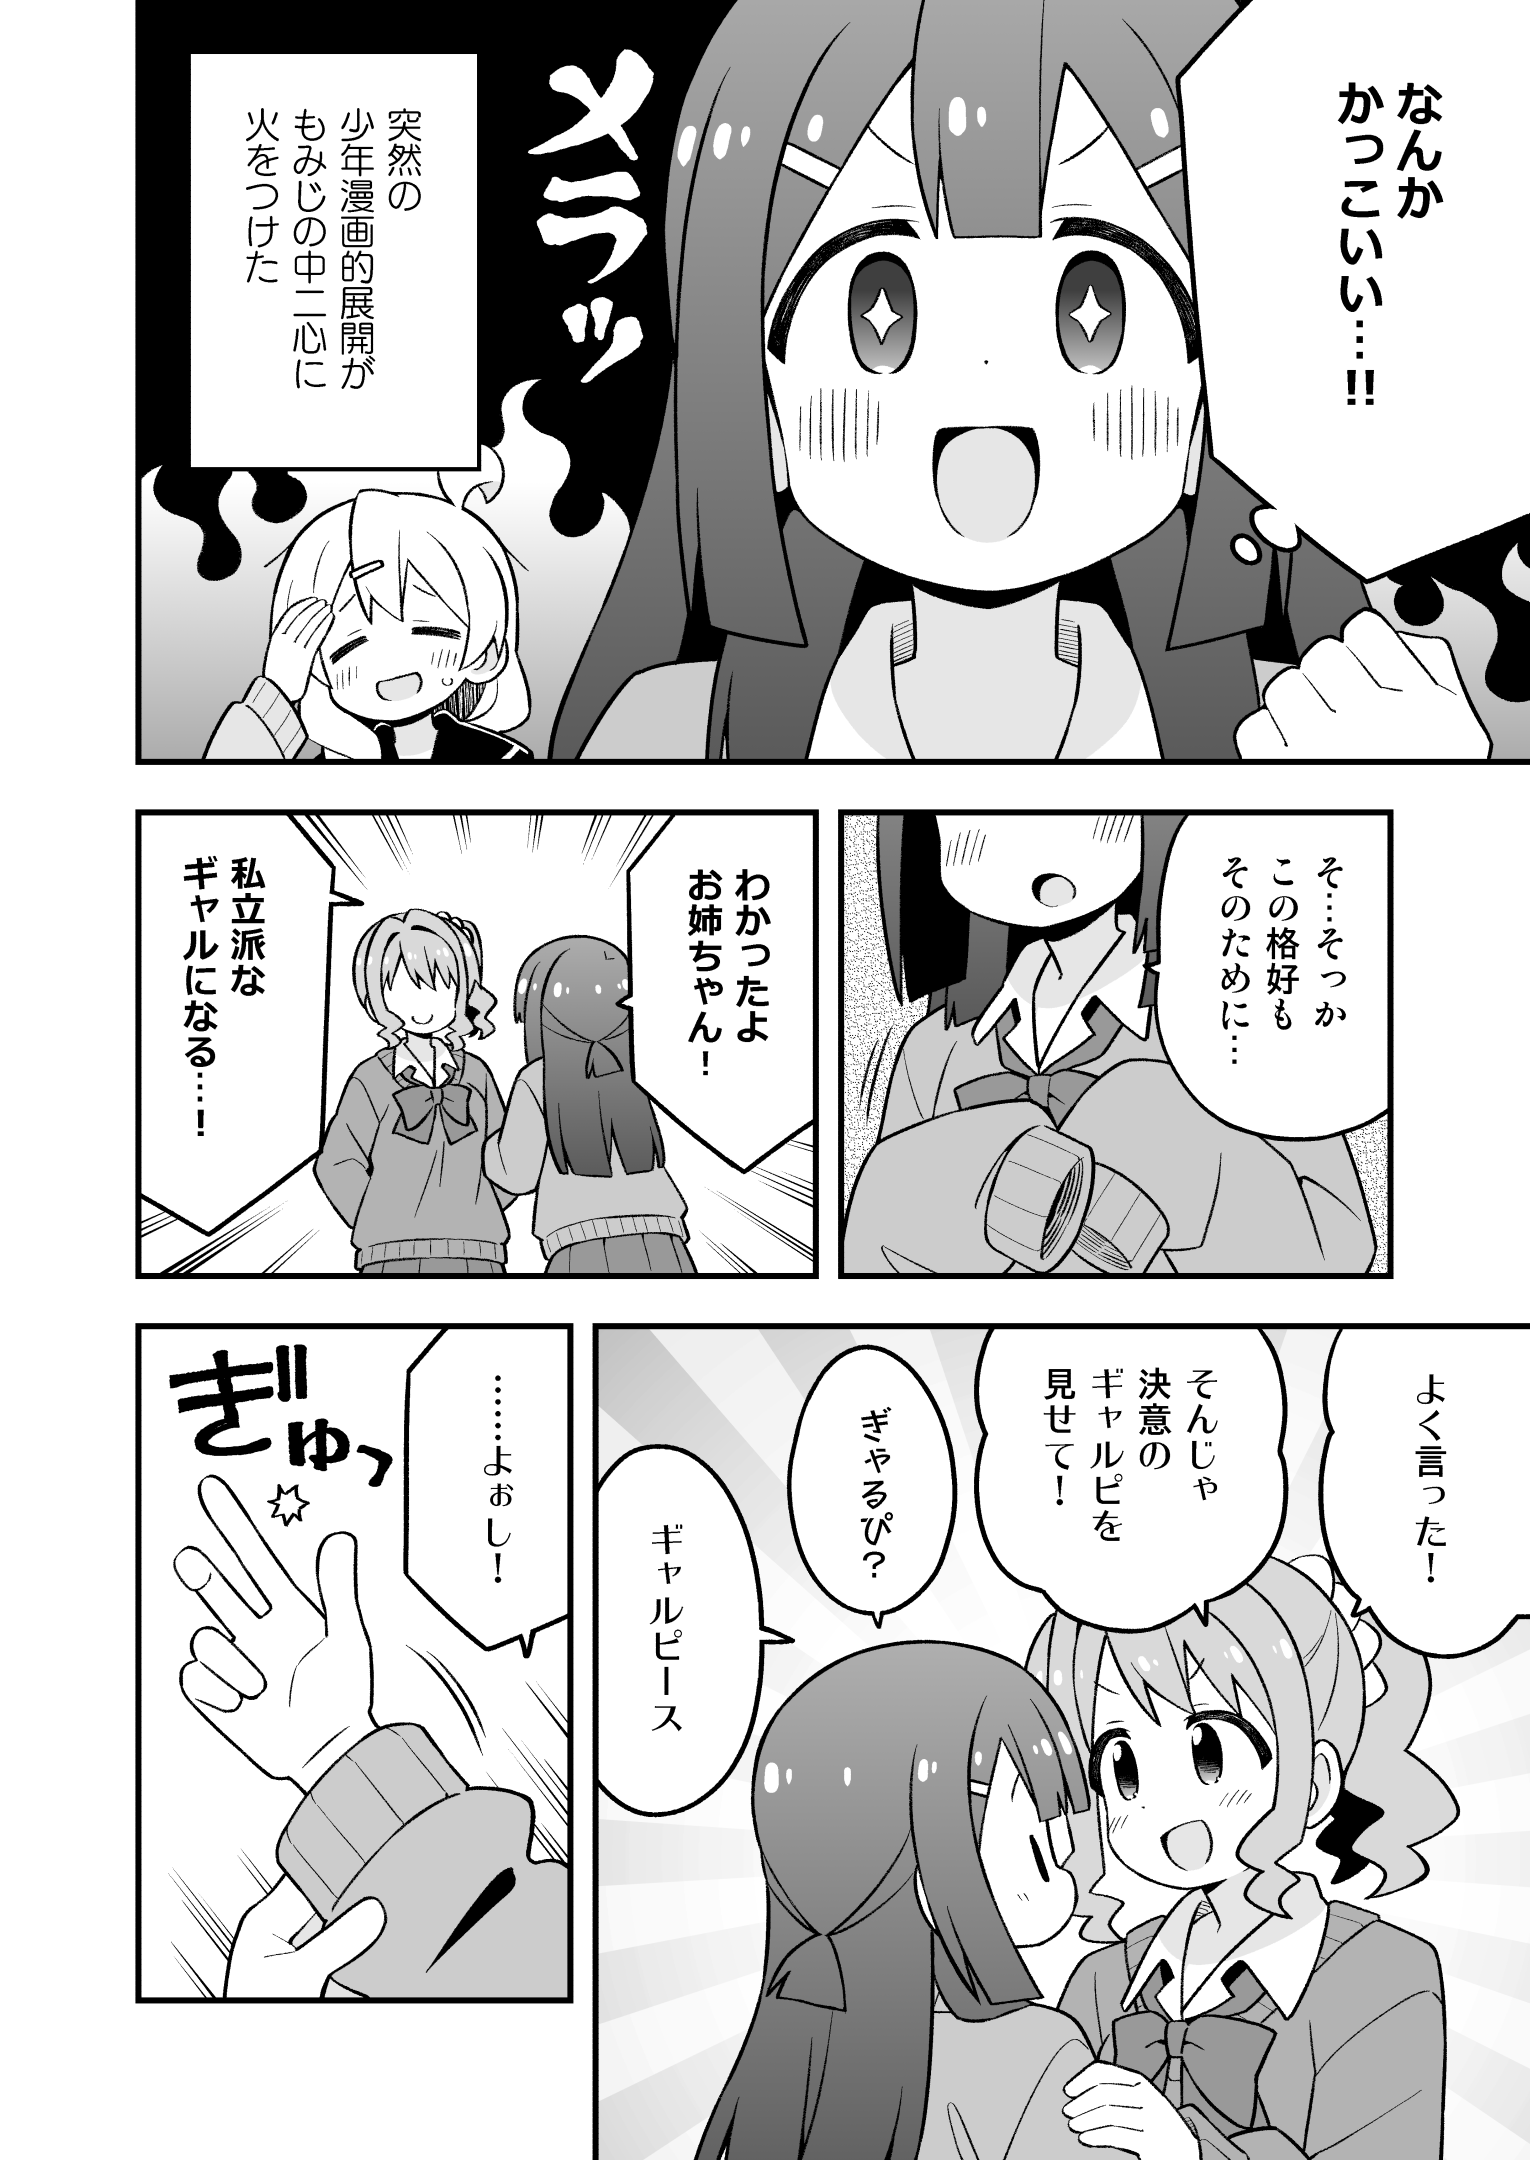 なんか
かっこいい…!!
メラッ
突然の
少年漫画的展開が
もみじの中二心に
火をつけた
そ…そっか
この格好も
そのために…
わかったよ
お姉ちゃん!
私立派な
ギャルになる…!
よく言った!
そんじゃ
決意の
ギャルピを
見せて!
ぎゃるぴ?
ギャルピース
……よぉし!
ぎゅっ